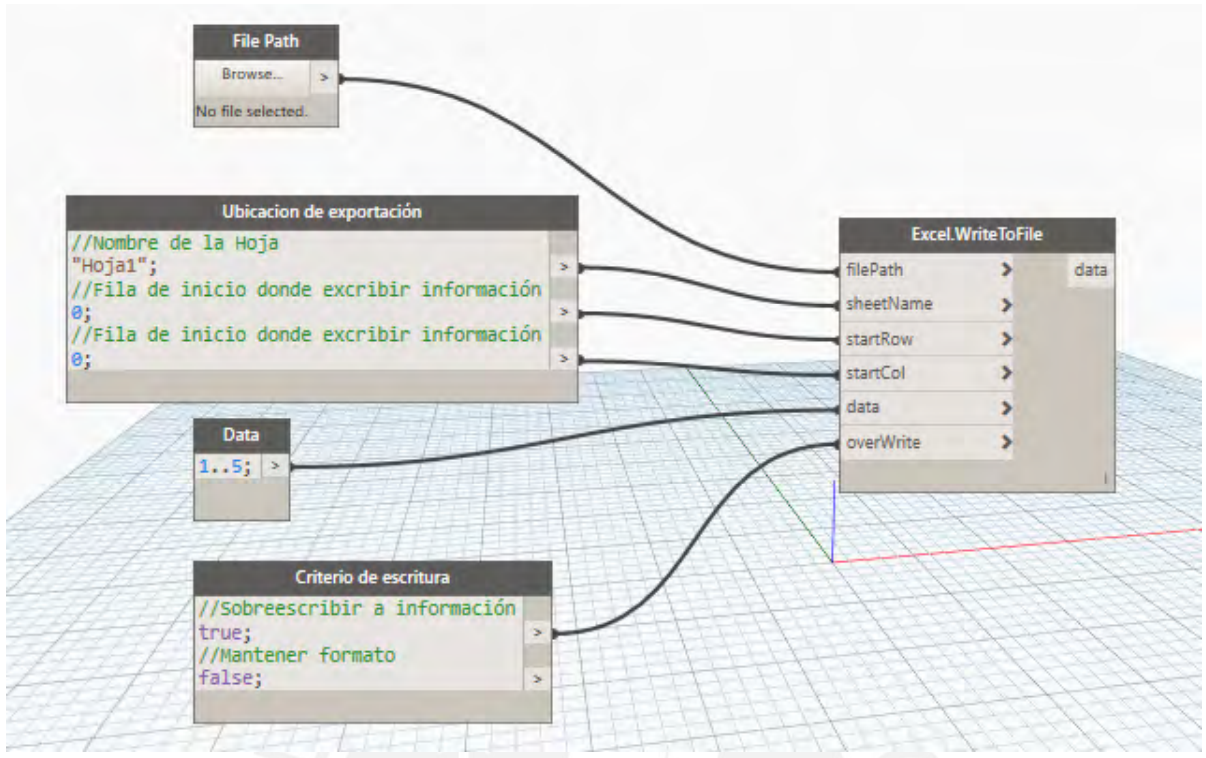 File Path
Browse... >
No file selected.
Ubicacion de exportación
//Nombre de la Hoja
"Hoja1"; >
//Fila de inicio donde excribir información
0; >
//Fila de inicio donde excribir información
0; >
Data
1..5; >
Criterio de escritura
//Sobreescribir a información
true; >
//Mantener formato
false; >
Excel.WriteToFile
filePath > data
sheetName >
startRow >
startCol >
data >
overWrite >